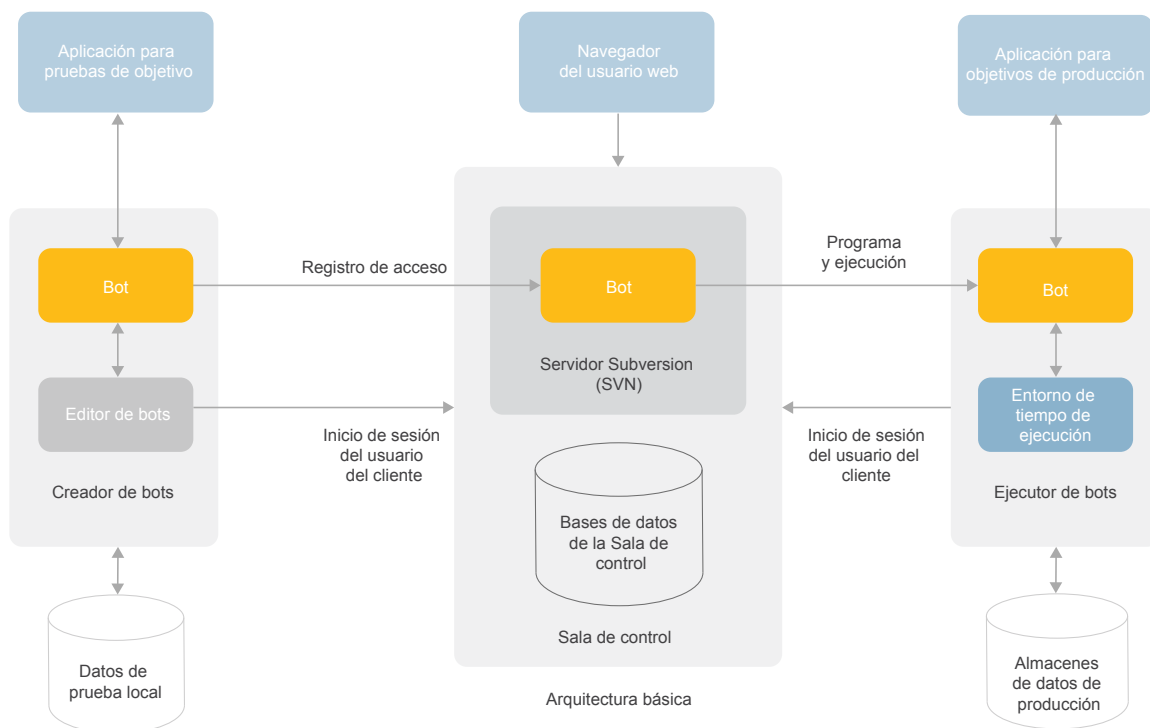 Aplicación para
pruebas de objetivo
Navegador
del usuario web
Aplicación para
objetivos de producción
Bot
Registro de acceso
Bot
Programa
y ejecución
Bot
Servidor Subversion
(SVN)
Editor de bots
Inicio de sesión
del usuario
del cliente
Inicio de sesión
del usuario del
cliente
Entorno de
tiempo de
ejecución
Creador de bots
Ejecutor de bots
Bases de datos
de la Sala de
control
Sala de control
Datos de
prueba local
Almacenes
de datos de
producción
Arquitectura básica